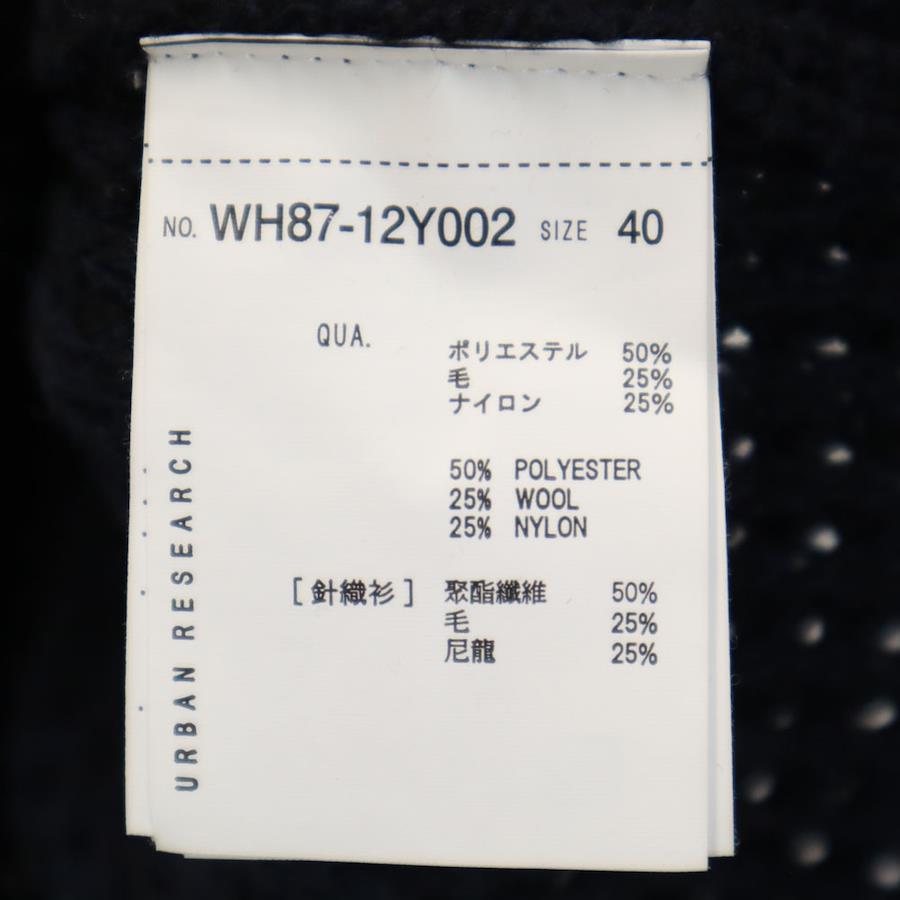 NO. WH87-12Y002 SIZE 40
QUA.
ポリエステル 50%
毛 25%
ナイロン 25%
50% POLYESTER
25% WOOL
25% NYLON
[針織衫] 聚酯纖維 50%
毛 25%
尼龍 25%
URBAN RESEARCH